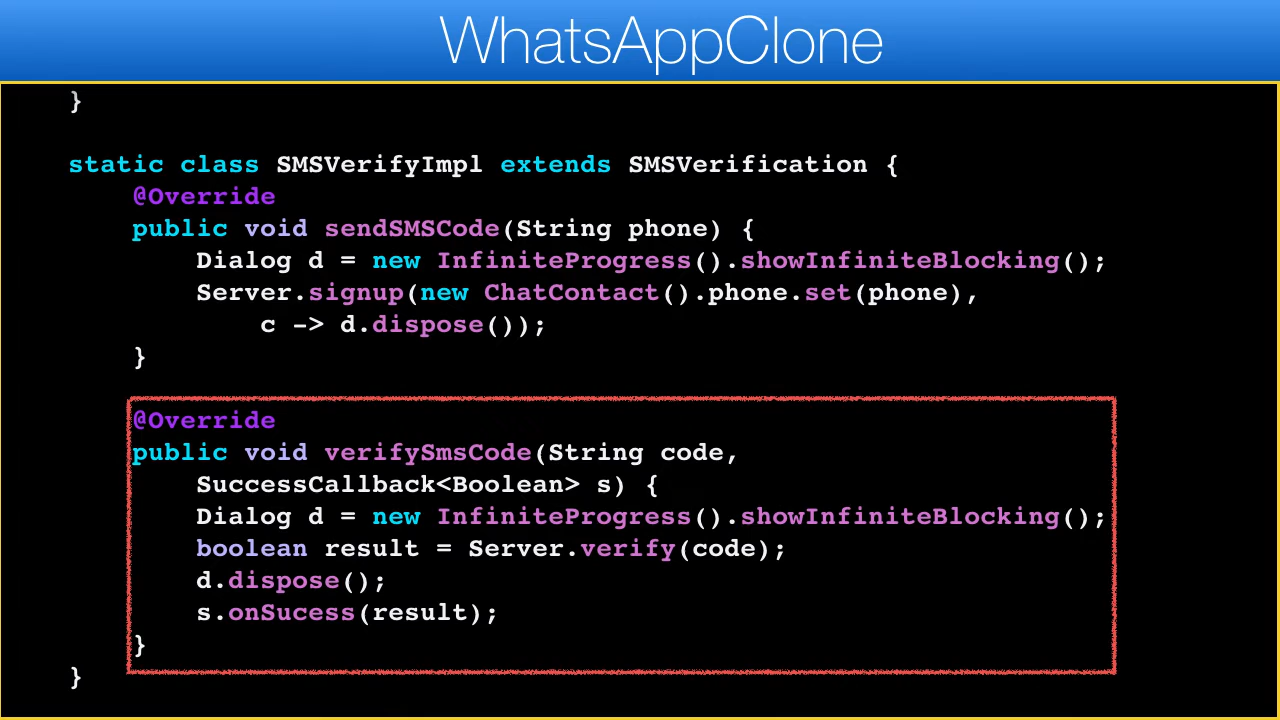 WhatsAppClone
}
static class SMSVerifyImpl extends SMSVerification {
@Override
public void sendSMSCode(String phone) {
Dialog d = new InfiniteProgress().showInfiniteBlocking();
Server.signup(new ChatContact().phone.set(phone),
c -> d.dispose());
}
@Override
public void verifySmsCode(String code,
SuccessCallback<Boolean> s) {
Dialog d = new InfiniteProgress().showInfiniteBlocking();
boolean result = Server.verify(code);
d.dispose();
s.onSucess(result);
}
}